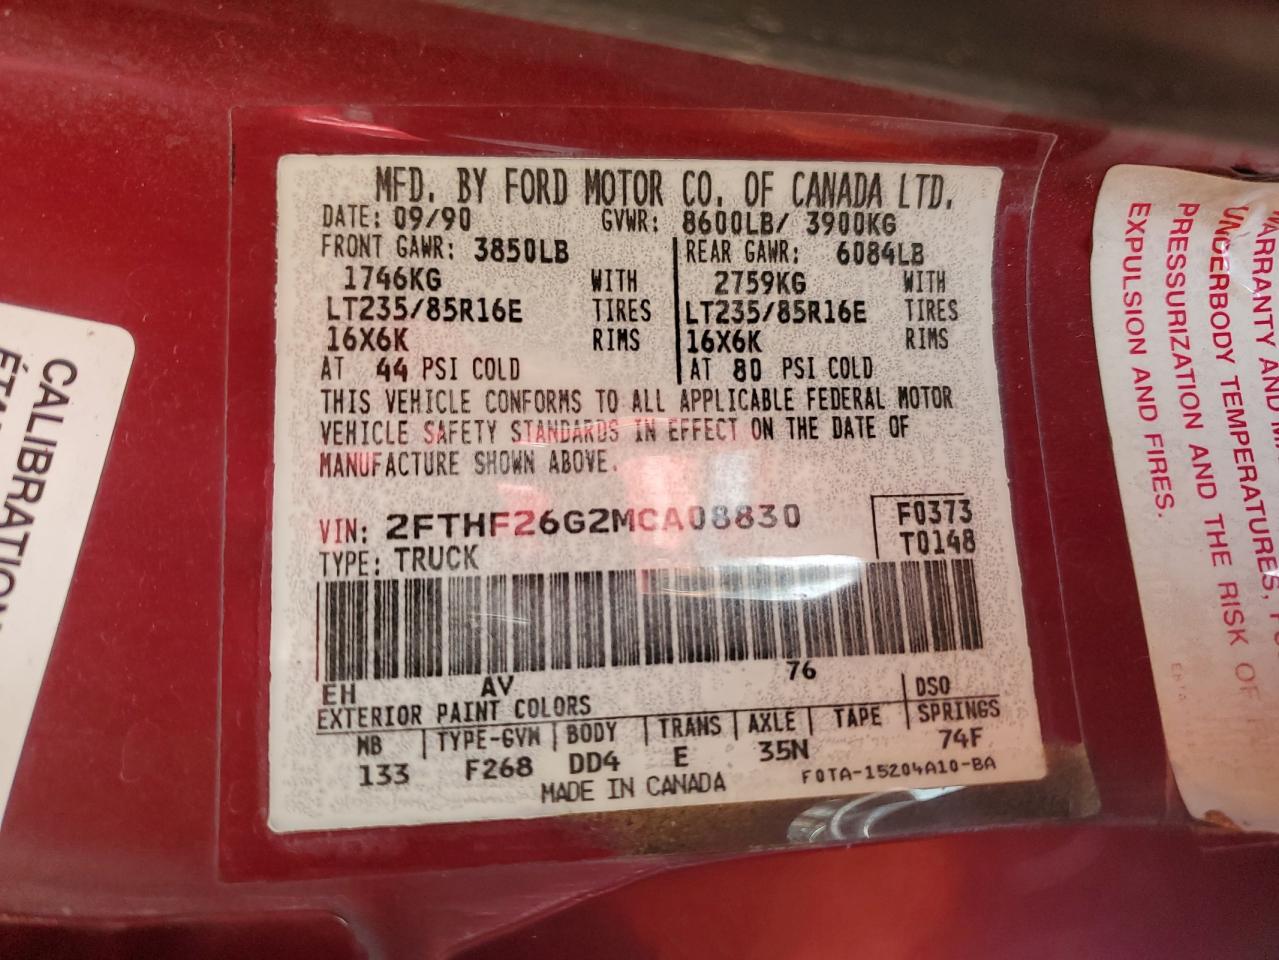 MFD. BY FORD MOTOR CO. OF CANADA LTD.
DATE: 09/90 GVWR: 8600LB/ 3900KG
FRONT GAWR: 3850LB REAR GAWR: 6084LB
1746KG WITH 2759KG WITH
LT235/85R16E TIRES LT235/85R16E TIRES
16X6K RIMS 16X6K RIMS
AT 44 PSI COLD AT 80 PSI COLD
THIS VEHICLE CONFORMS TO ALL APPLICABLE FEDERAL MOTOR
VEHICLE SAFETY STANDARDS IN EFFECT ON THE DATE OF
MANUFACTURE SHOWN ABOVE.
VIN: 2FTHF26G2MCA08830 F0373
TYPE: TRUCK T0148
EH AV 76
EXTERIOR PAINT COLORS DSO
WB TYPE-GVW BODY TRANS AXLE TAPE SPRINGS
133 F268 DD4 E 35N 74F
MADE IN CANADA F0TA-15204A10-BA
CALIBRATION
UNDERBODY TEMPERATURES,
PRESSURIZATION AND THE RISK OF
EXPULSION AND FIRES.